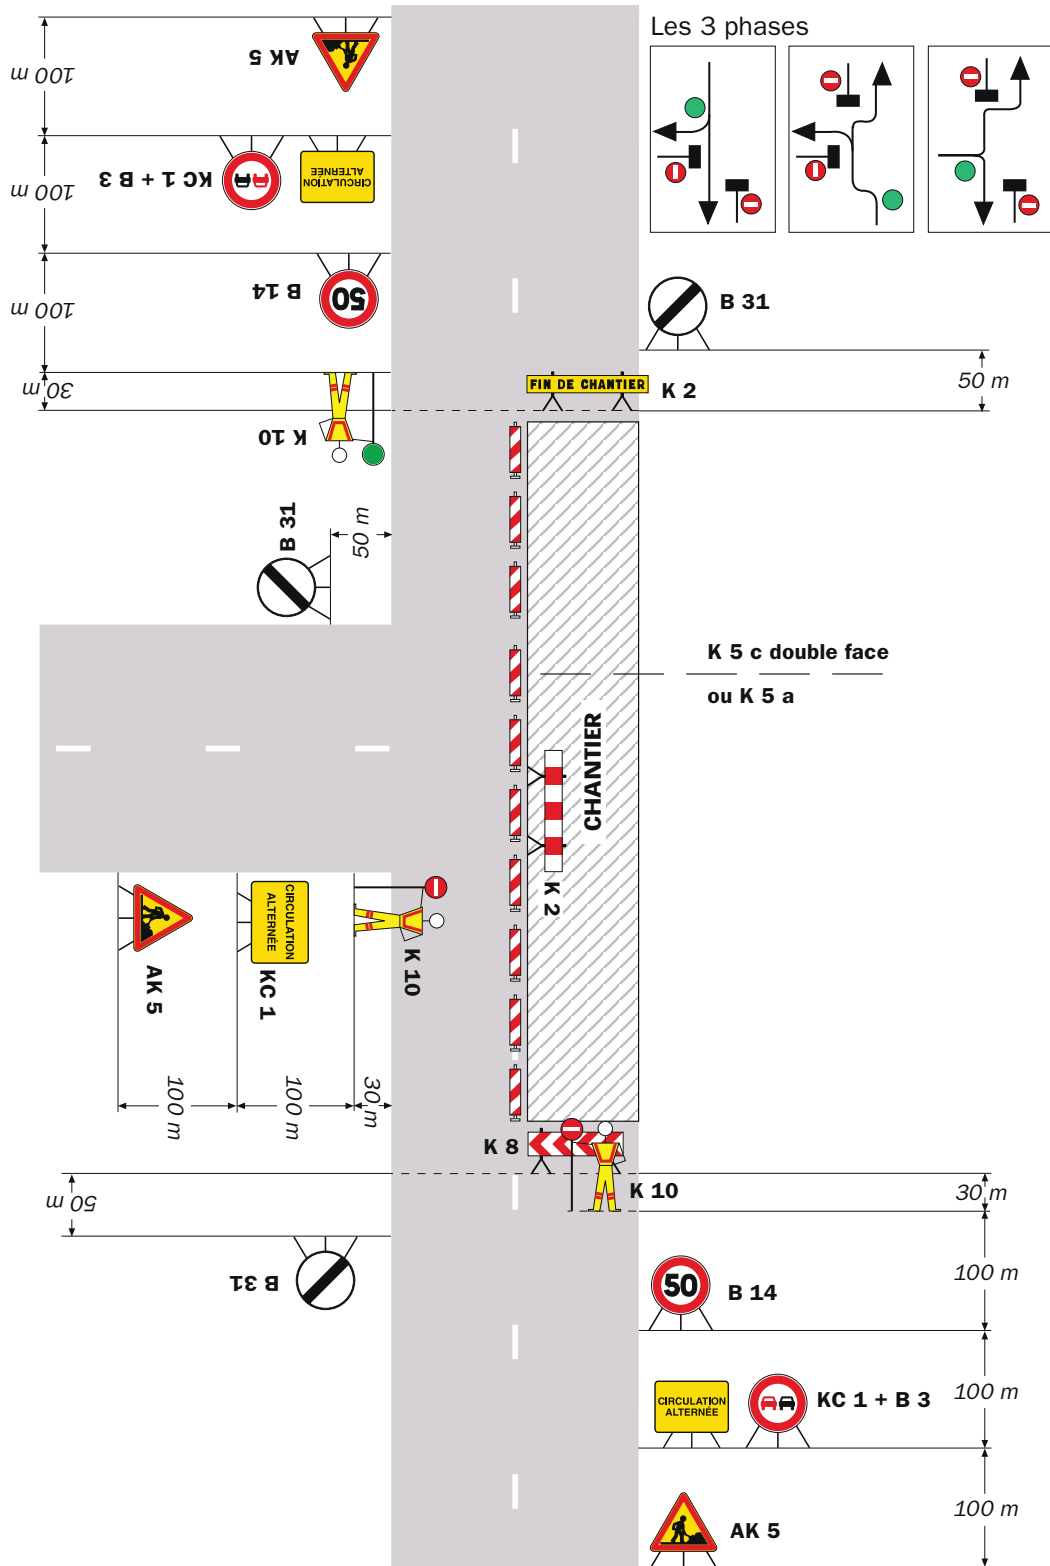 Les 3 phases
AK 5
100 m
KC 1 + B 3
CIRCULATION
ALTERNÉE
100 m
B 14
50
100 m
B 31
50 m
FIN DE CHANTIER
K 2
30 m
K 10
B 31
50 m
K 5 c double face
ou K 5 a
CHANTIER
K 2
AK 5
CIRCULATION
ALTERNÉE
KC 1
K 10
100 m
100 m
30 m
K 8
K 10
30 m
50 m
B 31
50
B 14
100 m
CIRCULATION
ALTERNÉE
KC 1 + B 3
100 m
AK 5
100 m